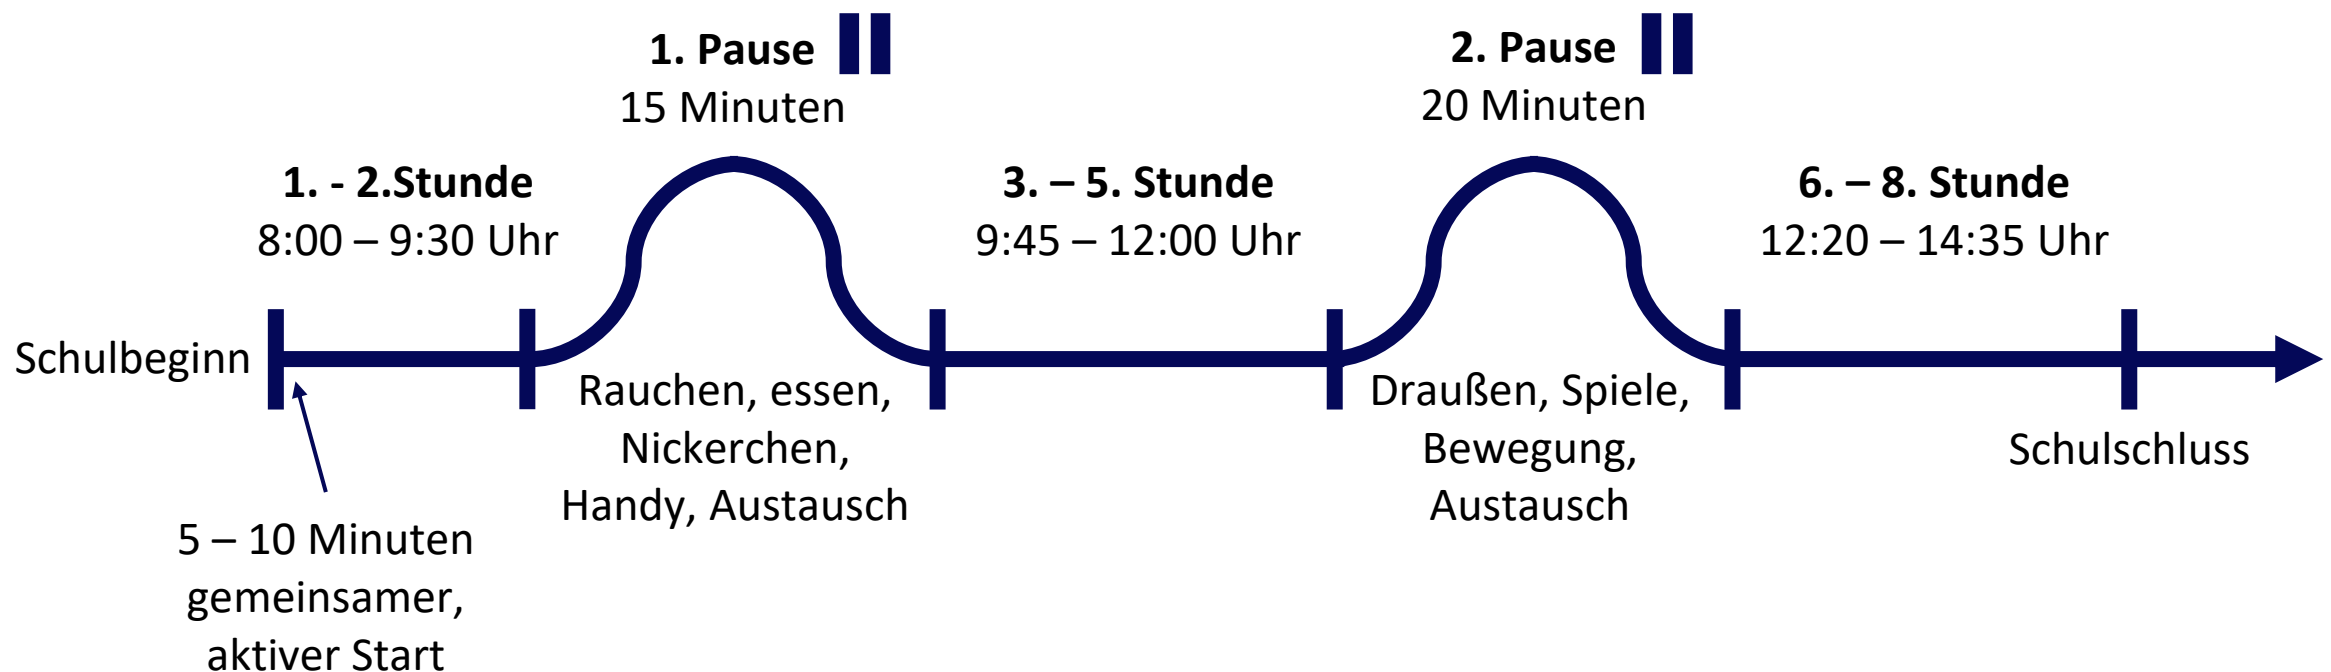 1. Pause
15 Minuten
2. Pause
20 Minuten
1. - 2.Stunde
8:00 – 9:30 Uhr
3. – 5. Stunde
9:45 – 12:00 Uhr
6. – 8. Stunde
12:20 – 14:35 Uhr
Schulbeginn
Rauchen, essen,
Nickerchen,
Handy, Austausch
Draußen, Spiele,
Bewegung,
Austausch
Schulschluss
5 – 10 Minuten
gemeinsamer,
aktiver Start